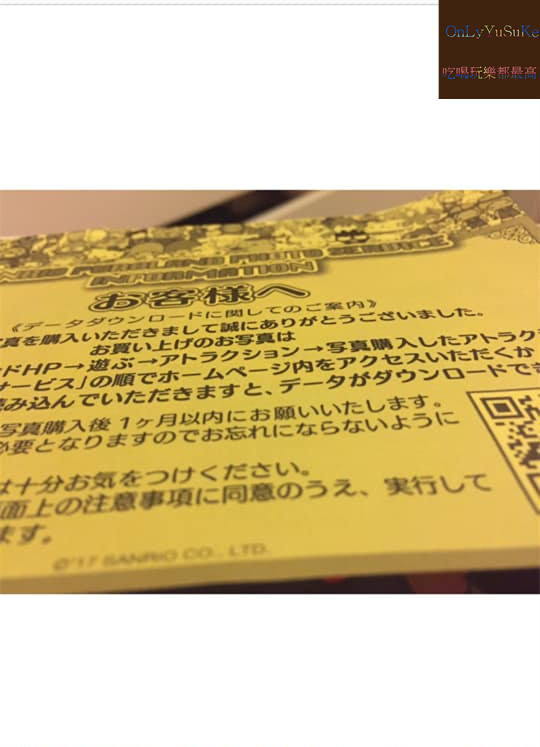 OnLyYuSuKe
吃喝玩樂都最高
PUROLAND PHOTO SERVICE
INFORMATION
お客様へ
《データダウンロードに関してのご案内》
真を購入いただきまして誠にありがとうございました。
お買い上げのお写真は
ドHP→遊ぶ→アトラクション→写真購入したアトラク
サービス」の順でホームページ内をアクセスいただくか
読み込んでいただきますと、データがダウンロードでき
写真購入後1ヶ月以内にお願いいたします。
必要となりますのでお忘れにならないように
は十分お気をつけください。
面上の注意事項に同意のうえ、実行して
ます。
©'17 SANRIO CO., LTD.